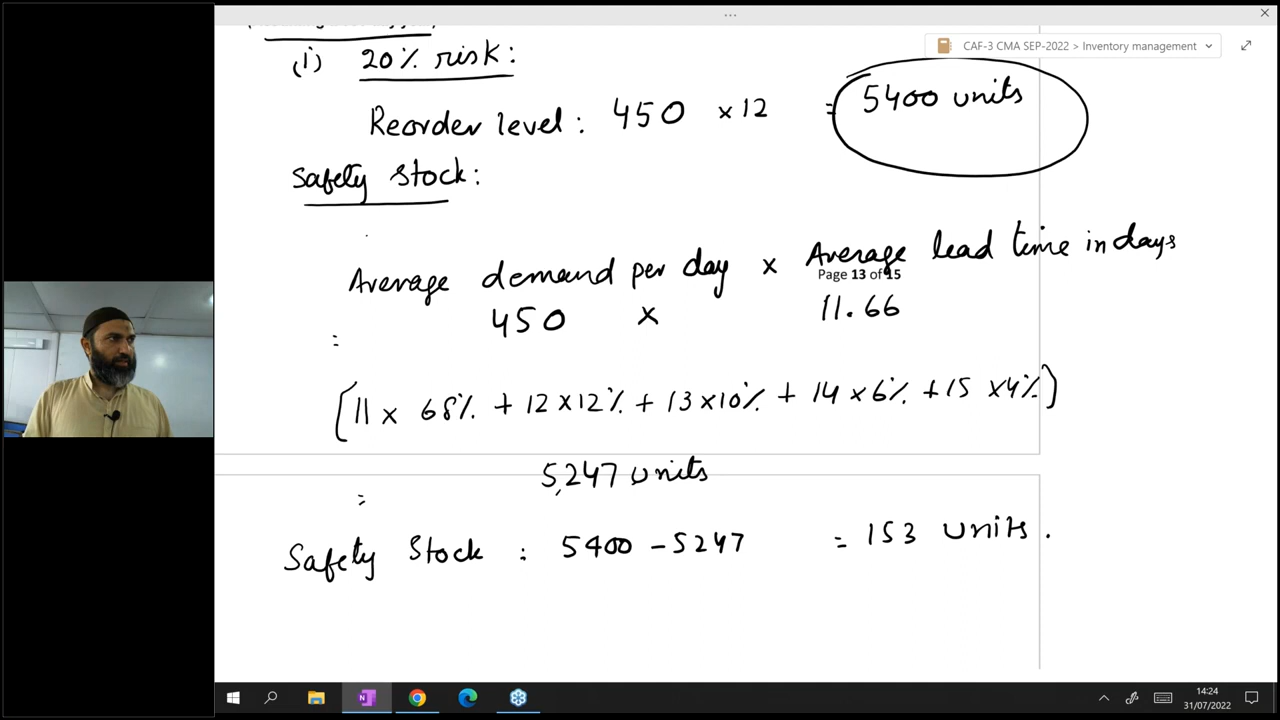 CAF-3 CMA SEP-2022 > Inventory management
(i) 20% risk:
Reorder level: 450 × 12 = 5400 units
Safety stock:
Average demand per day × Average lead time in days
Page 13 of 15
= 450 × 11.66
[11 × 68% + 12 × 12% + 13 × 10% + 14 × 6% + 15 × 4%]
= 5,247 units
Safety Stock : 5400 - 5247 = 153 units.
14:24
31/07/2022